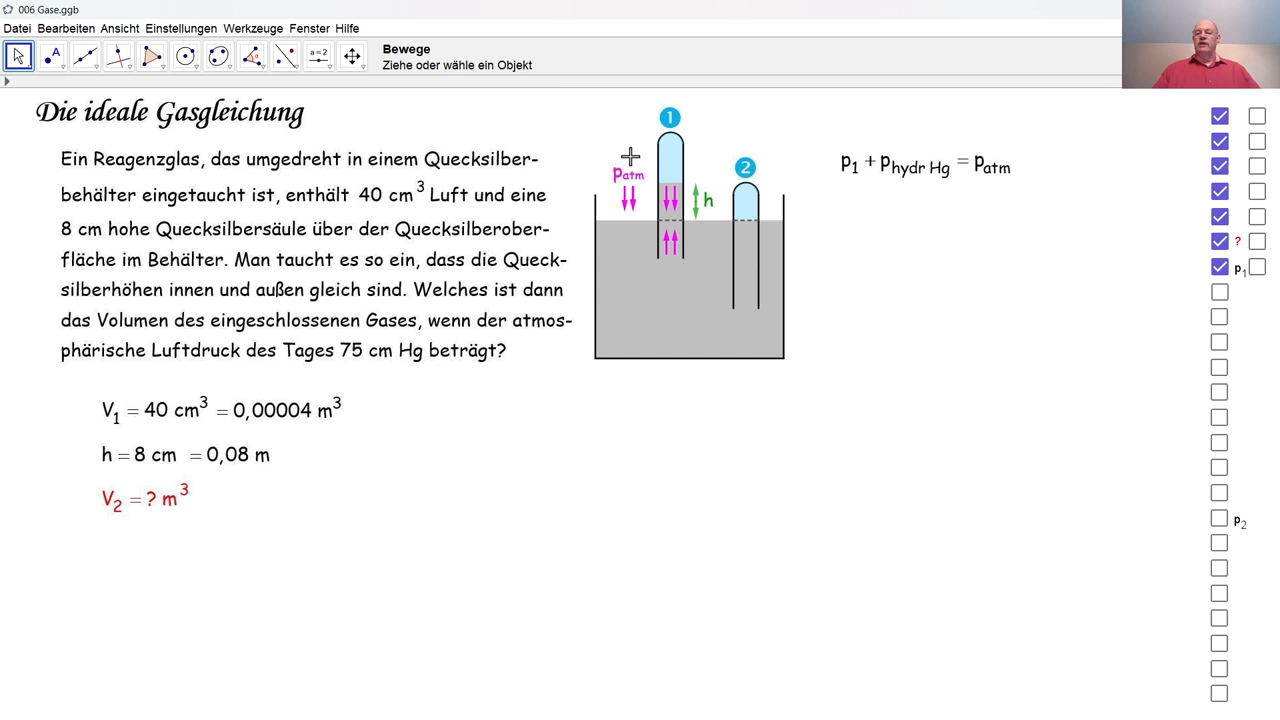 006 Gase.ggb
Datei Bearbeiten Ansicht Einstellungen Werkzeuge Fenster Hilfe
A
a=2
Bewege
Ziehe oder wähle ein Objekt
Die ideale Gasgleichung
Ein Reagenzglas, das umgedreht in einem Quecksilber-
behälter eingetaucht ist, enthält 40 cm³ Luft und eine
8 cm hohe Quecksilbersäule über der Quecksilberober-
fläche im Behälter. Man taucht es so ein, dass die Queck-
silberhöhen innen und außen gleich sind. Welches ist dann
das Volumen des eingeschlossenen Gases, wenn der atmos-
phärische Luftdruck des Tages 75 cm Hg beträgt?
V₁ = 40 cm³ = 0,00004 m³
h = 8 cm = 0,08 m
V₂ = ? m³
1
2
patm
h
p₁ + phydr Hg = patm
?
p₁
p₂